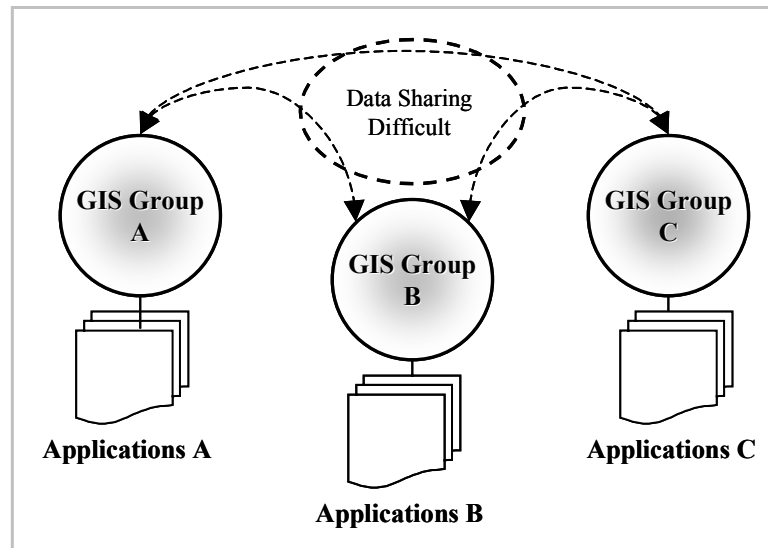 Data Sharing
Difficult
GIS Group
A
GIS Group
B
GIS Group
C
Applications A
Applications B
Applications C